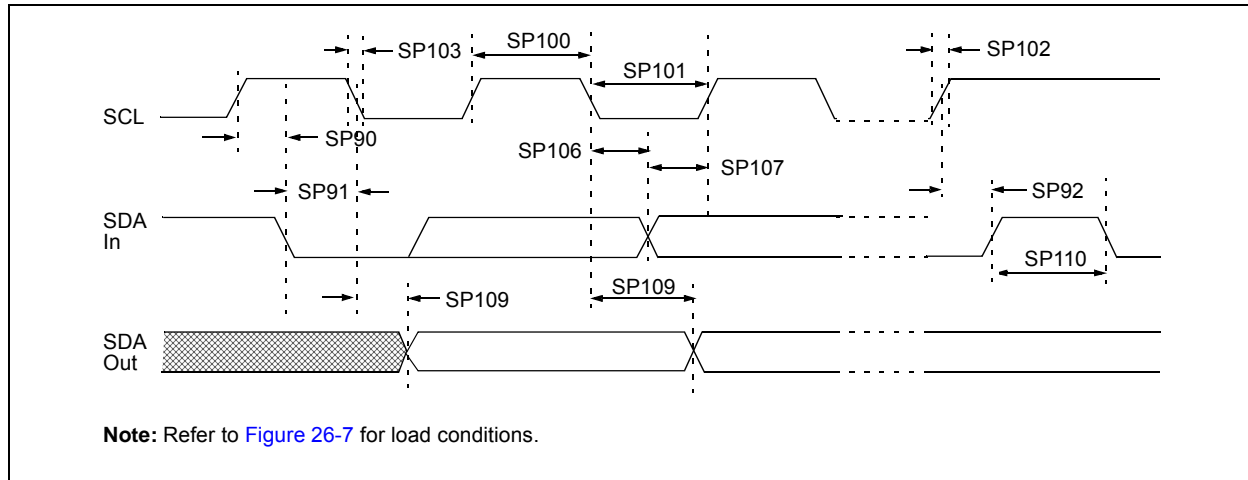 SP103
SP100
SP101
SP102
SCL
SP90
SP106
SP107
SP91
SP92
SDA
In
SP110
SP109
SP109
SDA
Out
Note: Refer to Figure 26-7 for load conditions.